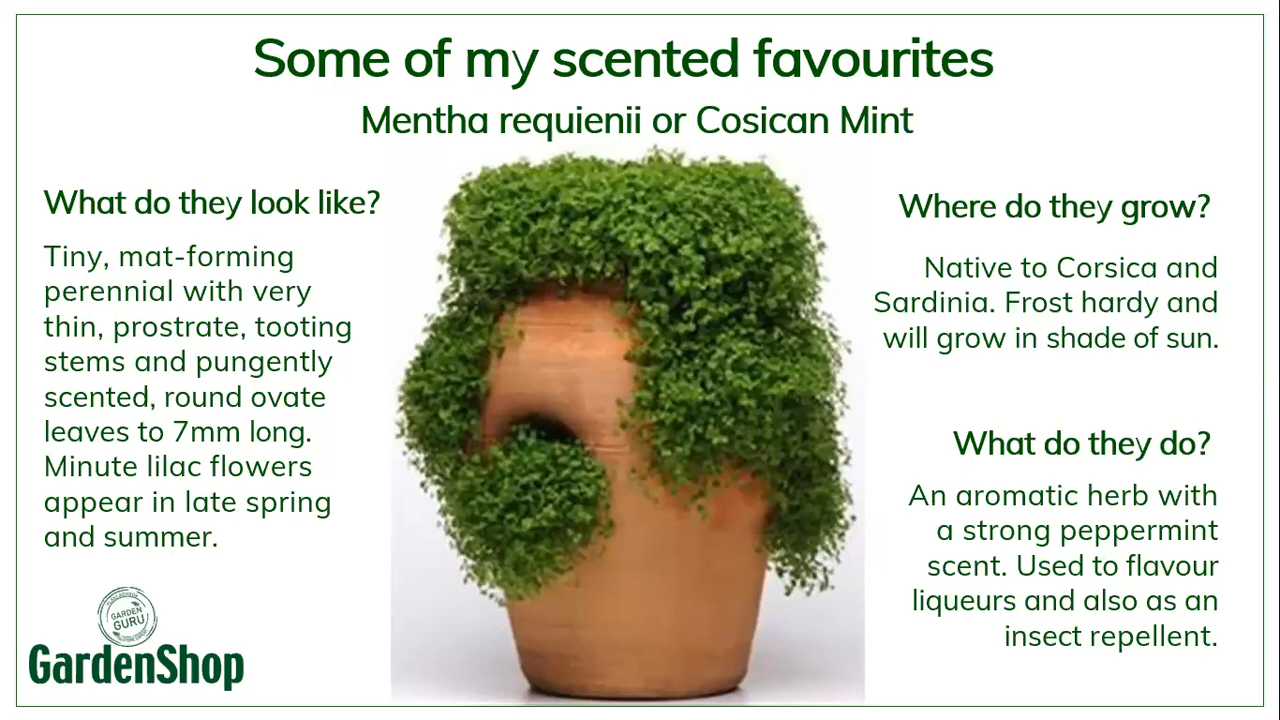 Some of my scented favourites
Mentha requienii or Cosican Mint
What do they look like?
Tiny, mat-forming
perennial with very
thin, prostrate, tooting
stems and pungently
scented, round ovate
leaves to 7mm long.
Minute lilac flowers
appear in late spring
and summer.
Where do they grow?
Native to Corsica and
Sardinia. Frost hardy and
will grow in shade of sun.
What do they do?
An aromatic herb with
a strong peppermint
scent. Used to flavour
liqueurs and also as an
insect repellent.
GARDEN
GURU
GardenShop